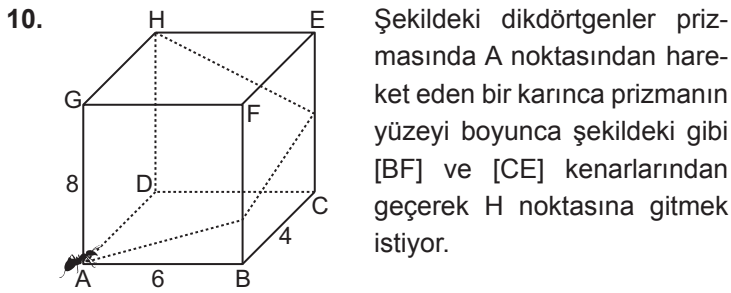 10.
Şekildeki dikdörtgenler priz-
masında A noktasından hare-
ket eden bir karınca prizmanın
yüzeyi boyunca şekildeki gibi
[BF] ve [CE] kenarlarından
geçerek H noktasına gitmek
istiyor.
H
E
G
F
8
D
C
4
A
6
B